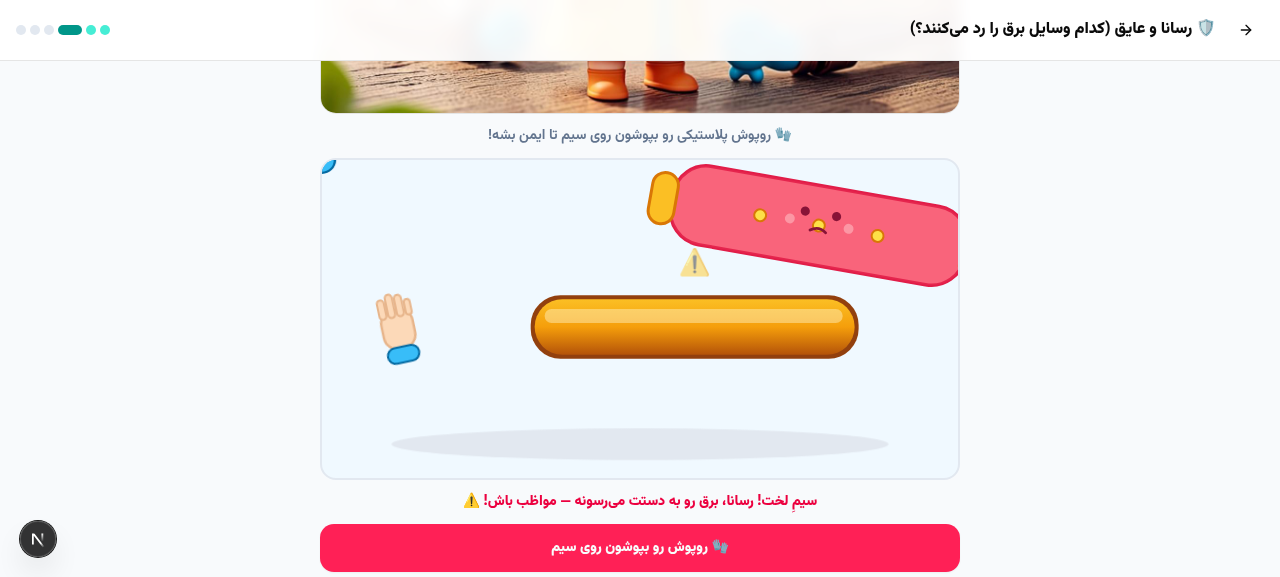 🛡️ رسانا و عایق (کدام وسایل برق را رد می‌کنند؟)
🧤 روپوش پلاستیکی رو بپوشون روی سیم تا ایمن بشه!
سیمِ لخت! رسانا، برق رو به دستت می‌رسونه — مواظب باش! ⚠️
🧤 روپوش رو بپوشون روی سیم